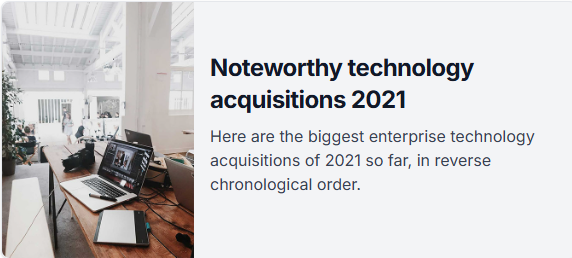 Noteworthy technology
acquisitions 2021
Here are the biggest enterprise technology
acquisitions of 2021 so far, in reverse
chronological order.